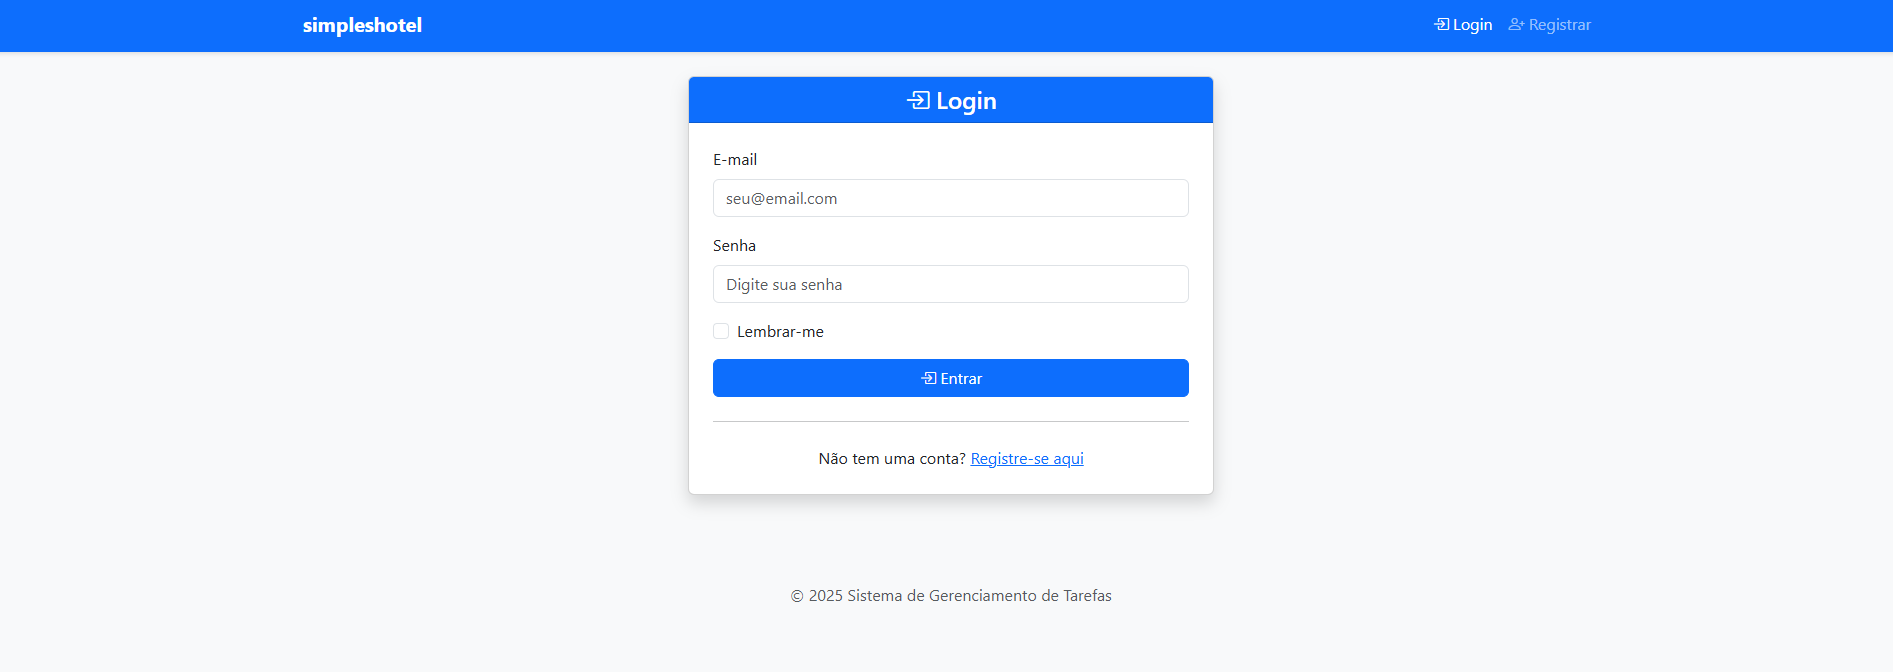 simpleshotel
Login
Registrar
Login
E-mail
seu@email.com
Senha
Digite sua senha
Lembrar-me
Entrar
Não tem uma conta? Registre-se aqui
© 2025 Sistema de Gerenciamento de Tarefas